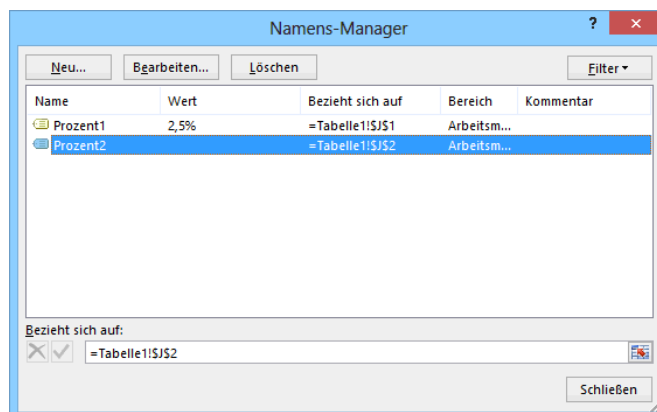 Namens-Manager ?
Neu... Bearbeiten... Löschen Filter
Name Wert Bezieht sich auf Bereich Kommentar
Prozent1 2,5% =Tabelle1!$J$1 Arbeitsm...
Prozent2 =Tabelle1!$J$2 Arbeitsm...
Bezieht sich auf:
=Tabelle1!$J$2
Schließen